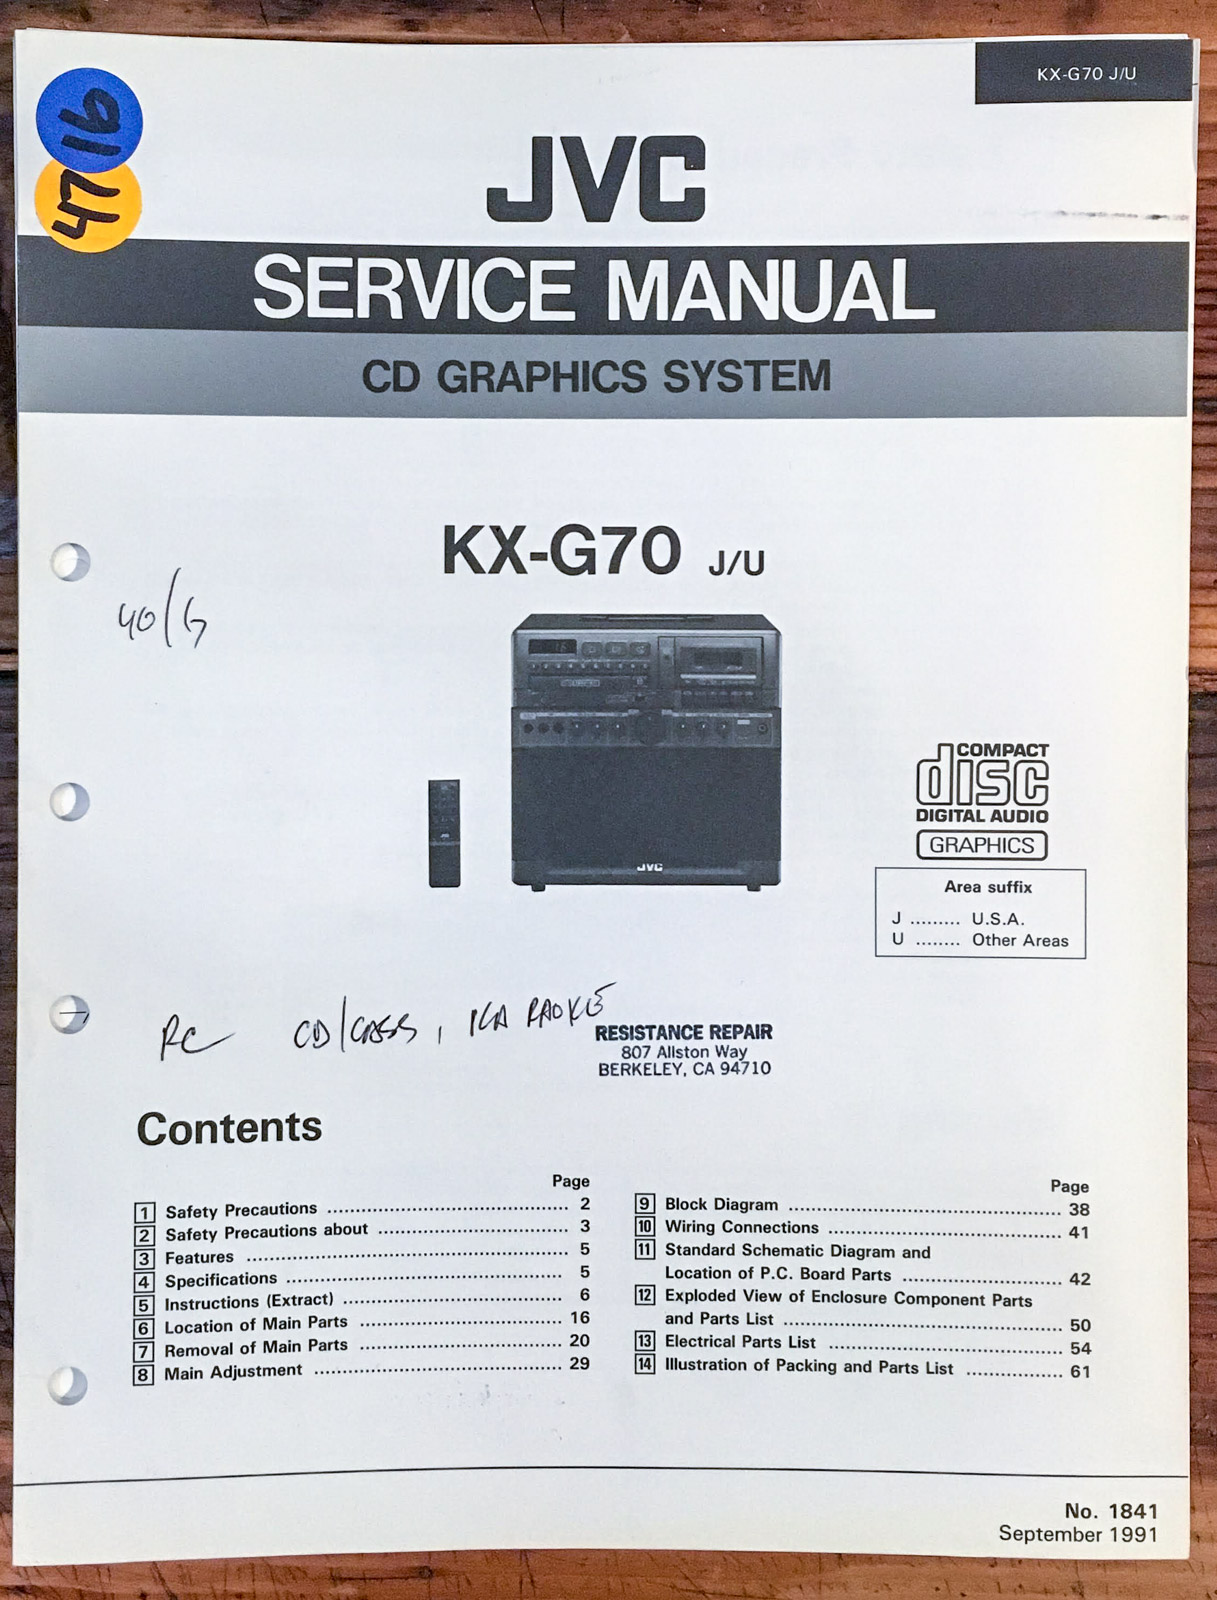 KX-G70 J/U
16
47
JVC
SERVICE MANUAL
CD GRAPHICS SYSTEM
KX-G70 J/U
40/G
JVC
COMPACT
disc
DIGITAL AUDIO
GRAPHICS
Area suffix
J ......... U.S.A.
U ........ Other Areas
RC CD/CASS, KARAOKE
RESISTANCE REPAIR
807 Allston Way
BERKELEY, CA 94710
Contents
Page
1 Safety Precautions ........ 2
2 Safety Precautions about ........ 3
3 Features ........ 5
4 Specifications ........ 5
5 Instructions (Extract) ........ 6
6 Location of Main Parts ........ 16
7 Removal of Main Parts ........ 20
8 Main Adjustment ........ 29
Page
9 Block Diagram ........ 38
10 Wiring Connections ........ 41
11 Standard Schematic Diagram and
Location of P.C. Board Parts ........ 42
12 Exploded View of Enclosure Component Parts
and Parts List ........ 50
13 Electrical Parts List ........ 54
14 Illustration of Packing and Parts List ........ 61
No. 1841
September 1991